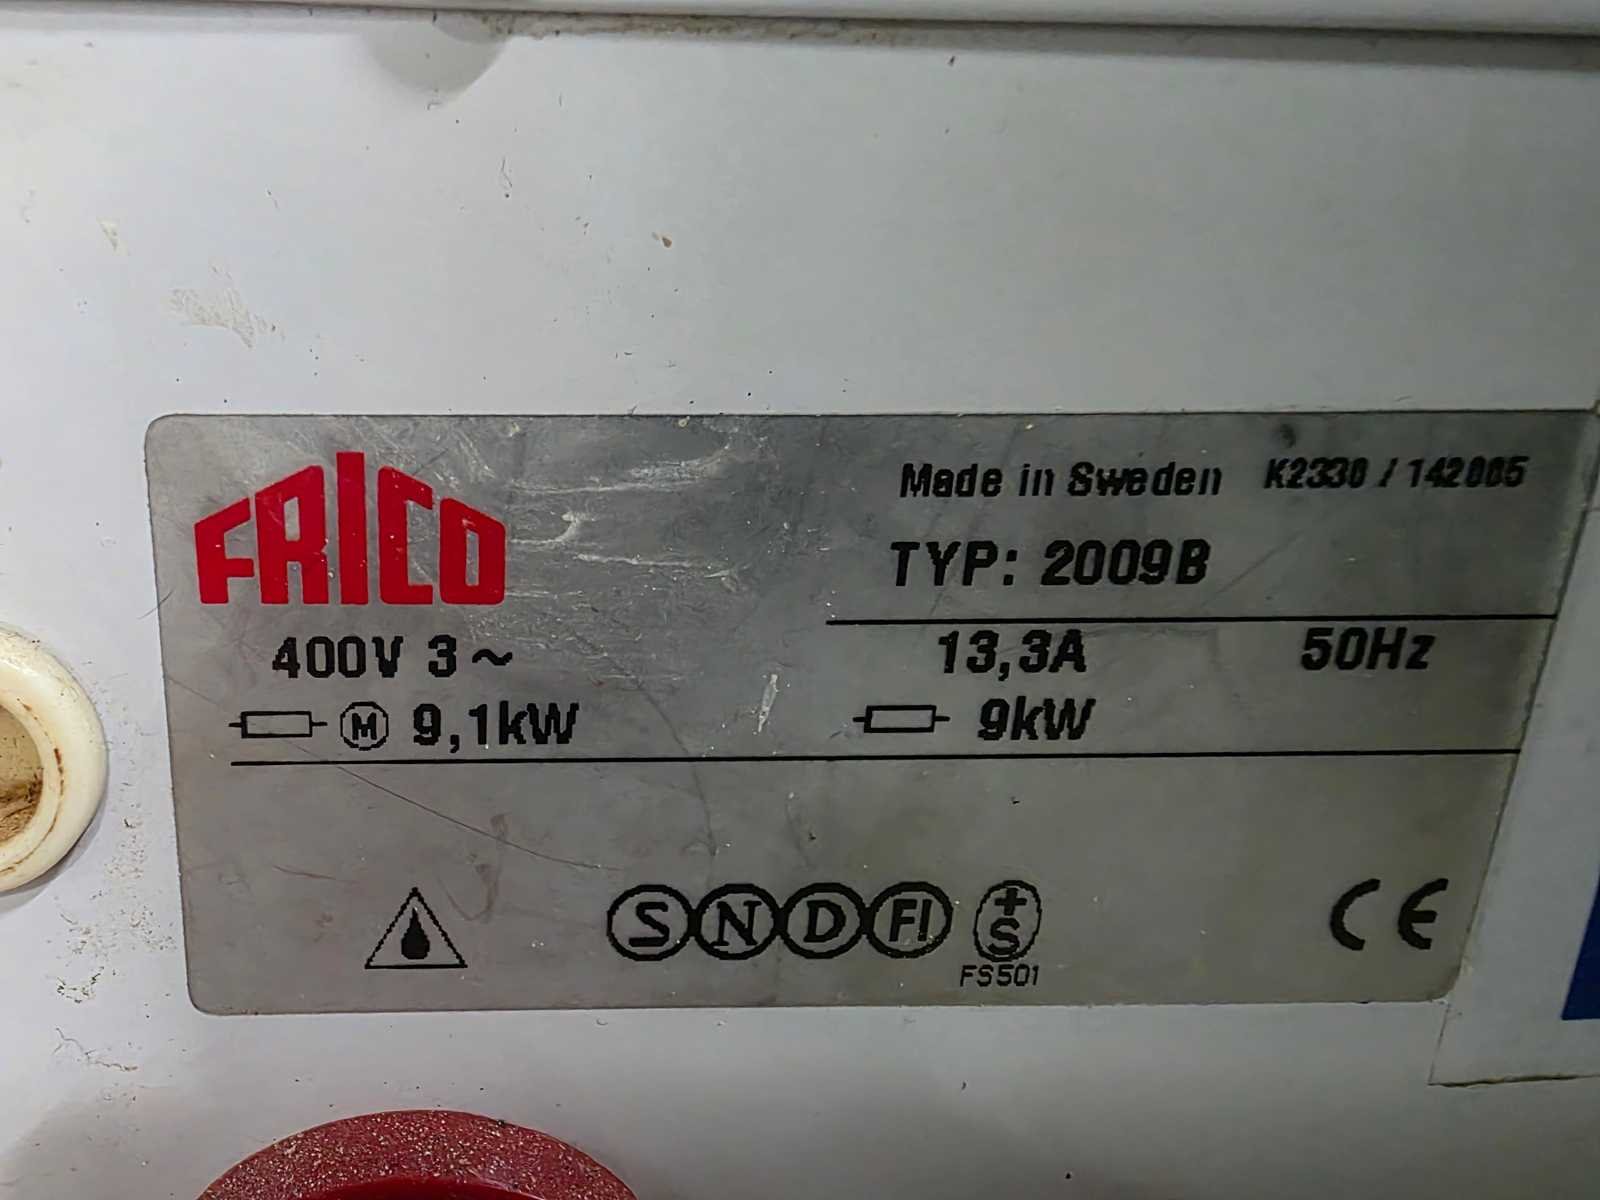 FRICO
Made in Sweden K2330 / 142005
TYP: 2009B
400V 3~ 13,3A 50Hz
M 9,1kW 9kW
S N D FI +S
FS501
CE